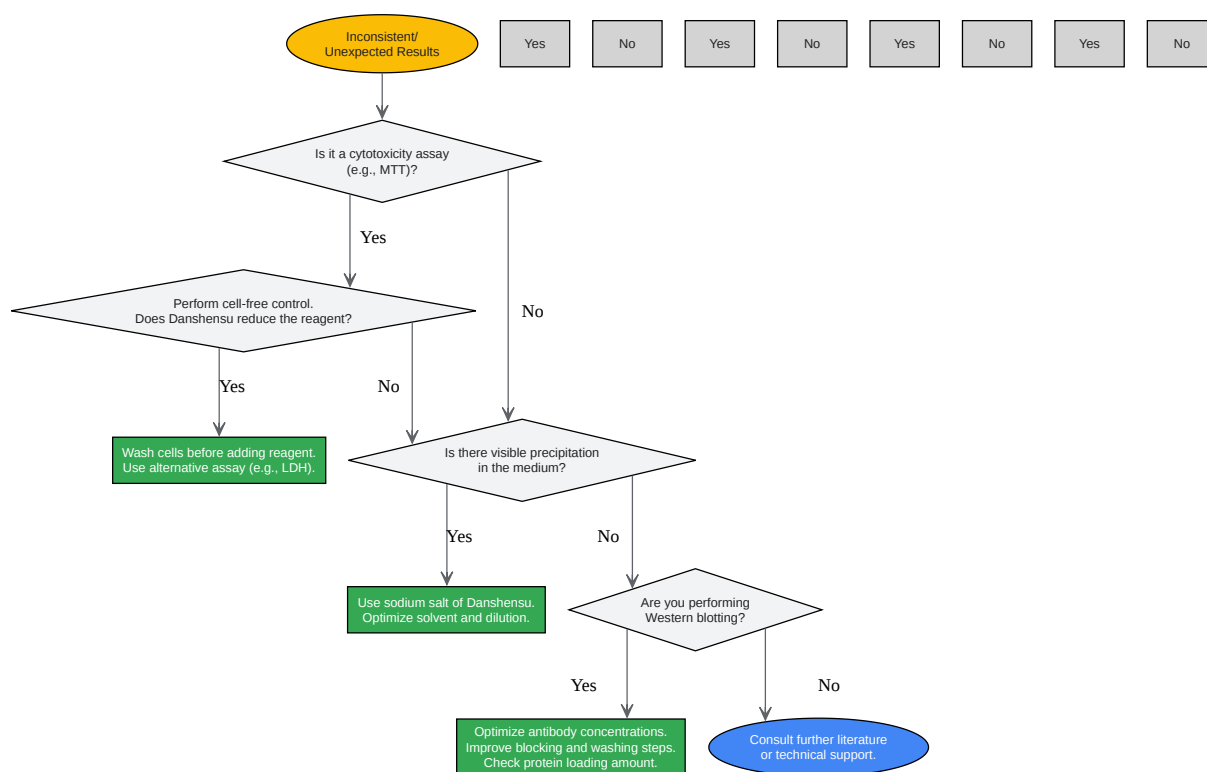 Inconsistent/
Unexpected Results
Yes
No
Yes
No
Yes
No
Yes
No
Is it a cytotoxicity assay
(e.g., MTT)?
Yes
Perform cell-free control.
Does Danshensu reduce the reagent?
No
Yes
No
Wash cells before adding reagent.
Use alternative assay (e.g., LDH).
Is there visible precipitation
in the medium?
Yes
No
Use sodium salt of Danshensu.
Optimize solvent and dilution.
Are you performing
Western blotting?
Yes
No
Optimize antibody concentrations.
Improve blocking and washing steps.
Check protein loading amount.
Consult further literature
or technical support.